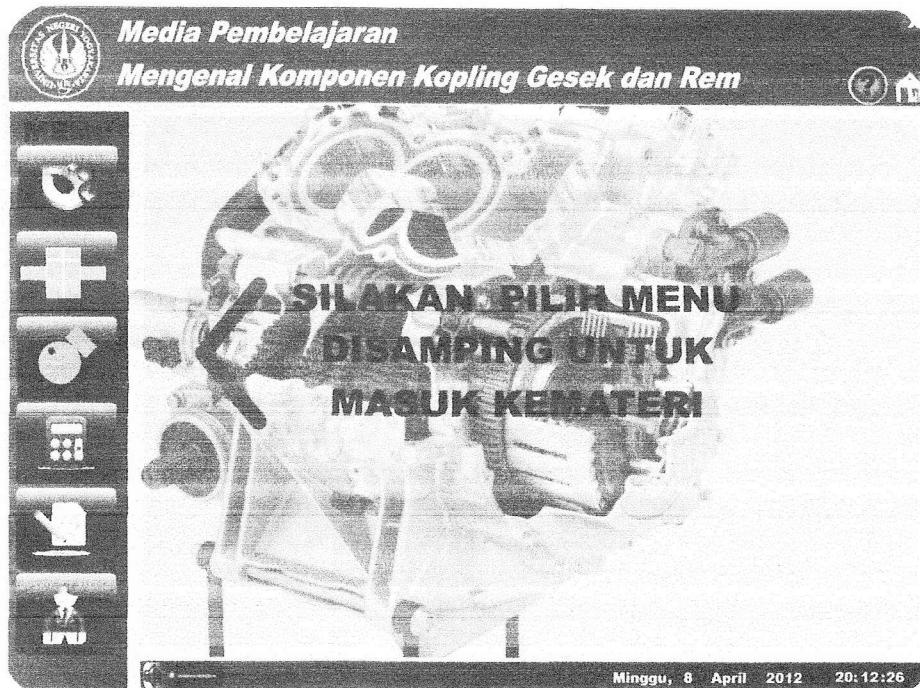 Media Pembelajaran
Mengenal Komponen Kopling Gesek dan Rem
?
MENU
SILAKAN PILIH MENU
DISAMPING UNTUK
MASUK KEMATERI
Minggu, 8 April 2012 20:12:26